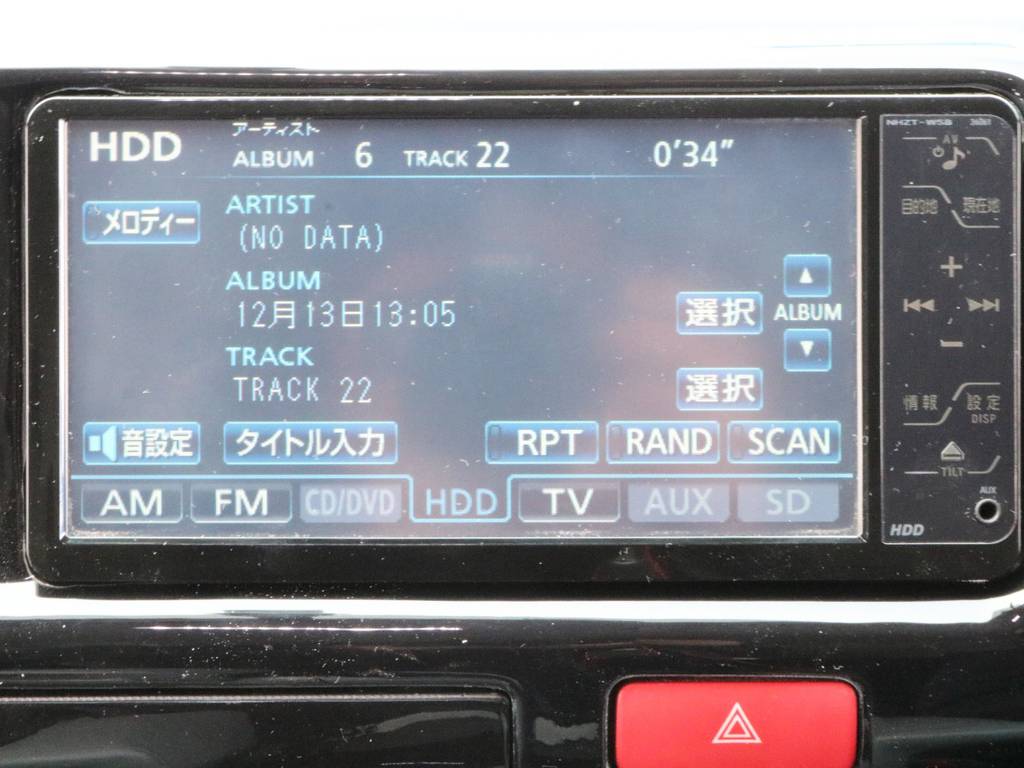 HDD アーティスト
ALBUM 6 TRACK 22 0'34"
メロディー
ARTIST
(NO DATA)
ALBUM
12月13日13:05
選択 ALBUM
TRACK
TRACK 22
選択
音設定 タイトル入力 RPT RAND SCAN
AM FM CD/DVD HDD TV AUX SD
NHZT-W58
AV
目的地 現在地
情報 設定
DISP
TILT
AUX
HDD